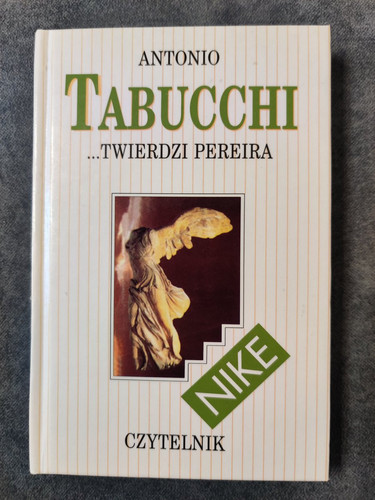 ANTONIO
TABUCCHI
...TWIERDZI PEREIRA
NIKE
CZYTELNIK